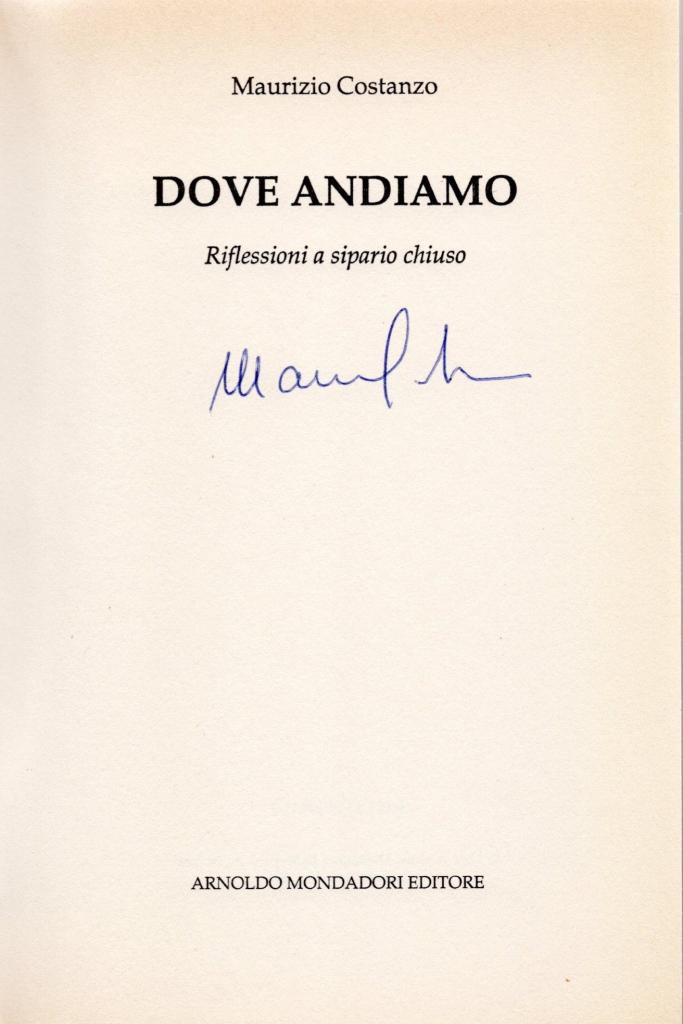 Maurizio Costanzo
DOVE ANDIAMO
Riflessioni a sipario chiuso
ARNOLDO MONDADORI EDITORE